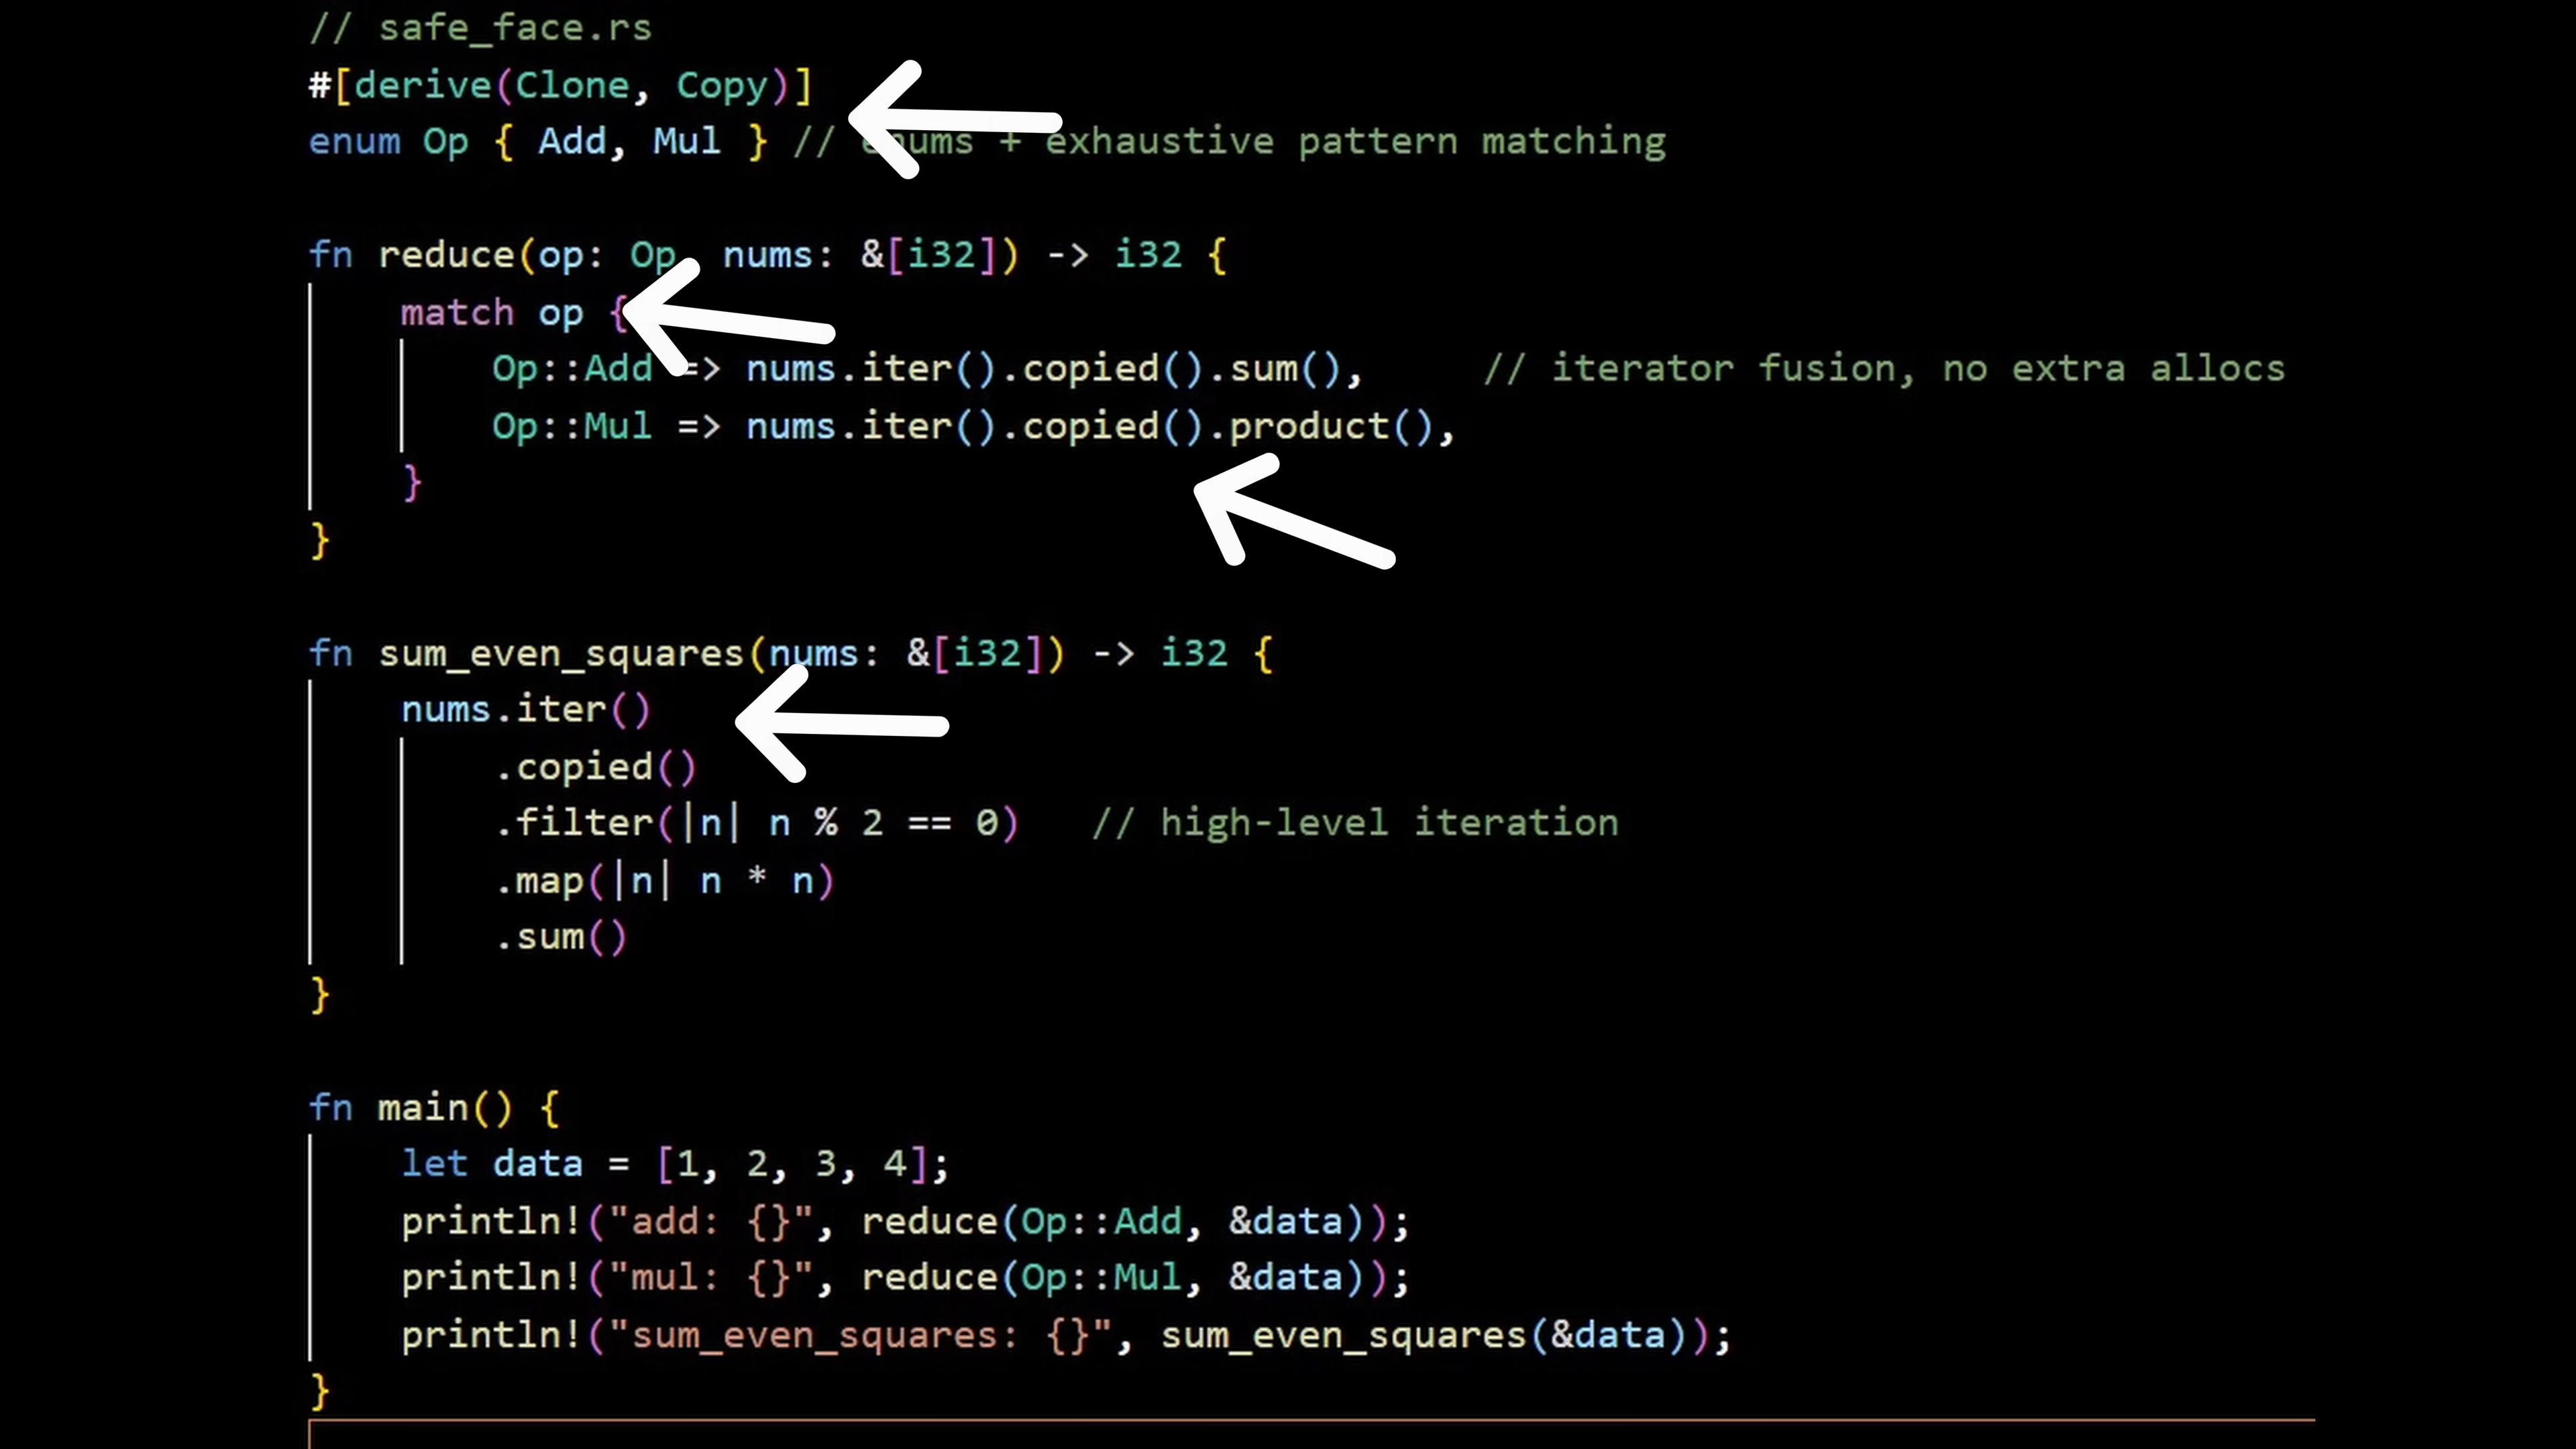 // safe_face.rs
#[derive(Clone, Copy)]
enum Op { Add, Mul } // enums + exhaustive pattern matching
fn reduce(op: Op, nums: &[i32]) -> i32 {
match op {
Op::Add => nums.iter().copied().sum(), // iterator fusion, no extra allocs
Op::Mul => nums.iter().copied().product(),
}
}
fn sum_even_squares(nums: &[i32]) -> i32 {
nums.iter()
.copied()
.filter(|n| n % 2 == 0) // high-level iteration
.map(|n| n * n)
.sum()
}
fn main() {
let data = [1, 2, 3, 4];
println!("add: {}", reduce(Op::Add, &data));
println!("mul: {}", reduce(Op::Mul, &data));
println!("sum_even_squares: {}", sum_even_squares(&data));
}